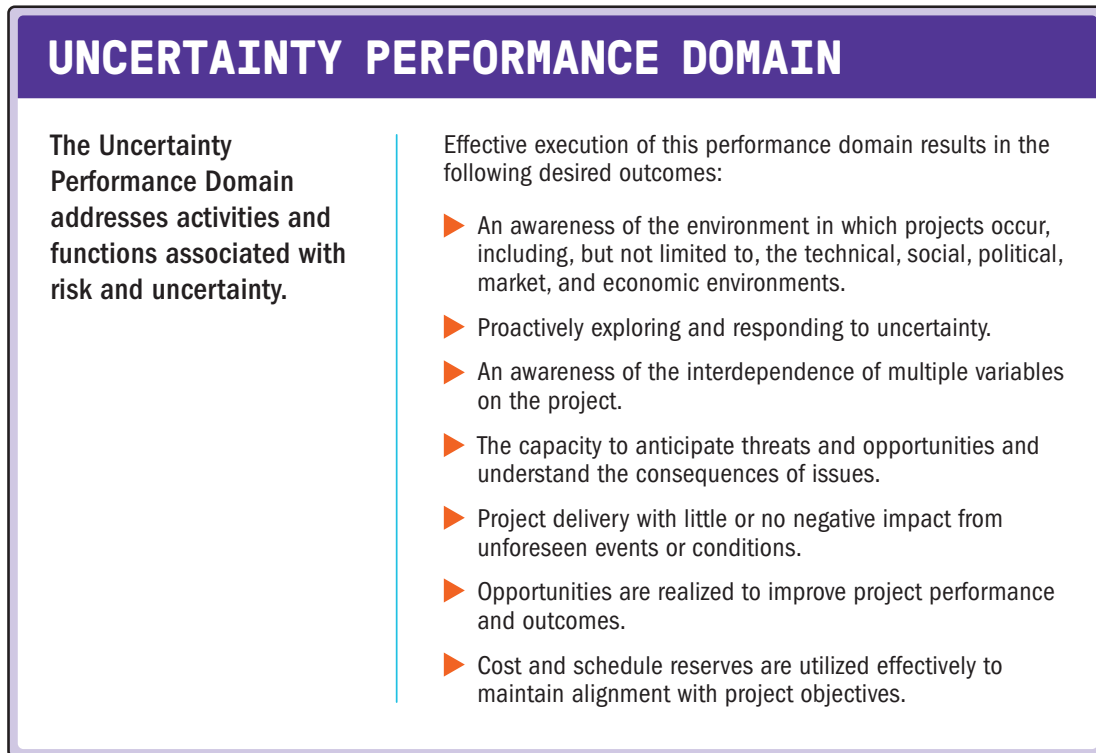 UNCERTAINTY PERFORMANCE DOMAIN
The Uncertainty
Performance Domain
addresses activities and
functions associated with
risk and uncertainty.
Effective execution of this performance domain results in the
following desired outcomes:
An awareness of the environment in which projects occur,
including, but not limited to, the technical, social, political,
market, and economic environments.
Proactively exploring and responding to uncertainty.
An awareness of the interdependence of multiple variables
on the project.
The capacity to anticipate threats and opportunities and
understand the consequences of issues.
Project delivery with little or no negative impact from
unforeseen events or conditions.
Opportunities are realized to improve project performance
and outcomes.
Cost and schedule reserves are utilized effectively to
maintain alignment with project objectives.